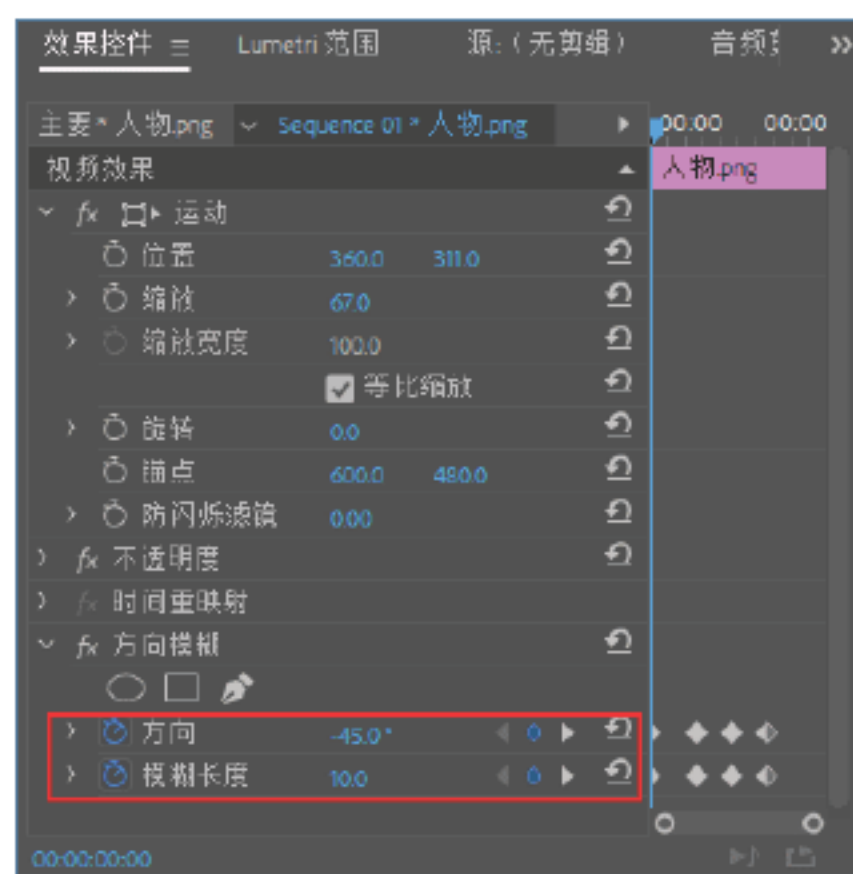 效果控件 Lumetri 范围 源:(无剪辑) 音频 »
主要* 人物.png Sequence 01 * 人物.png 00:00 00:00
视频效果 人物.png
fx 运动
位置 360.0 311.0
缩放 67.0
缩放宽度 100.0
等比缩放
旋转 0.0
锚点 600.0 480.0
防闪烁滤镜 0.00
fx 不透明度
fx 时间重映射
fx 方向模糊
方向 -45.0°
模糊长度 10.0
00:00:00:00